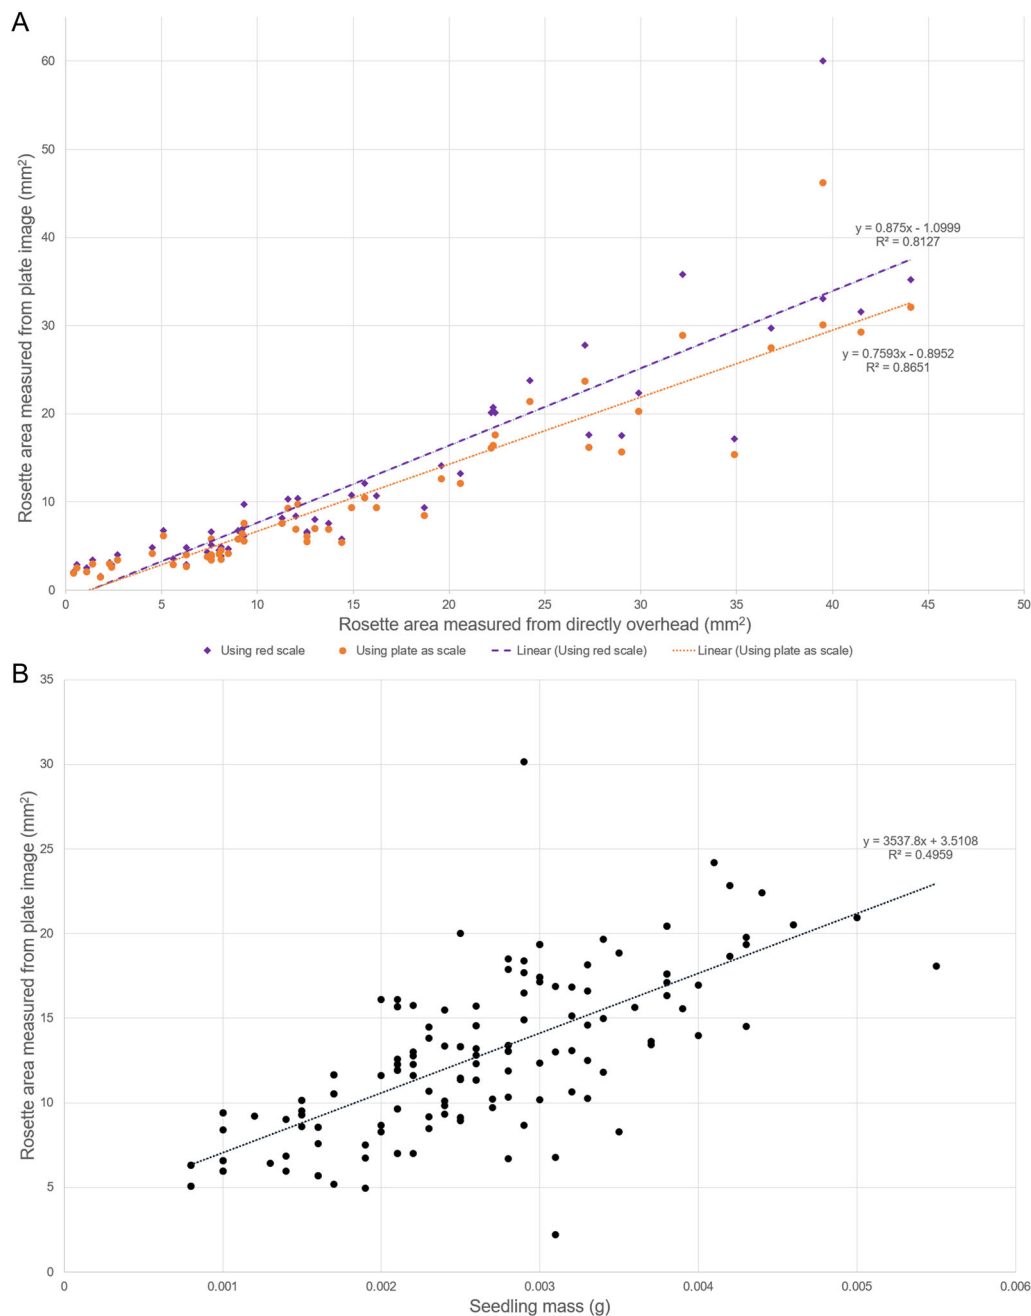 A
Rosette area measured from plate image (mm²)
60
50
40
30
20
10
0
y = 0.875x - 1.0999
R² = 0.8127
y = 0.7593x - 0.8952
R² = 0.8651
0 5 10 15 20 25 30 35 40 45 50
Rosette area measured from directly overhead (mm²)
Using red scale Using plate as scale Linear (Using red scale) Linear (Using plate as scale)
B
Rosette area measured from plate image (mm²)
35
30
25
20
15
10
5
0
y = 3537.8x + 3.5108
R² = 0.4959
0 0.001 0.002 0.003 0.004 0.005 0.006
Seedling mass (g)